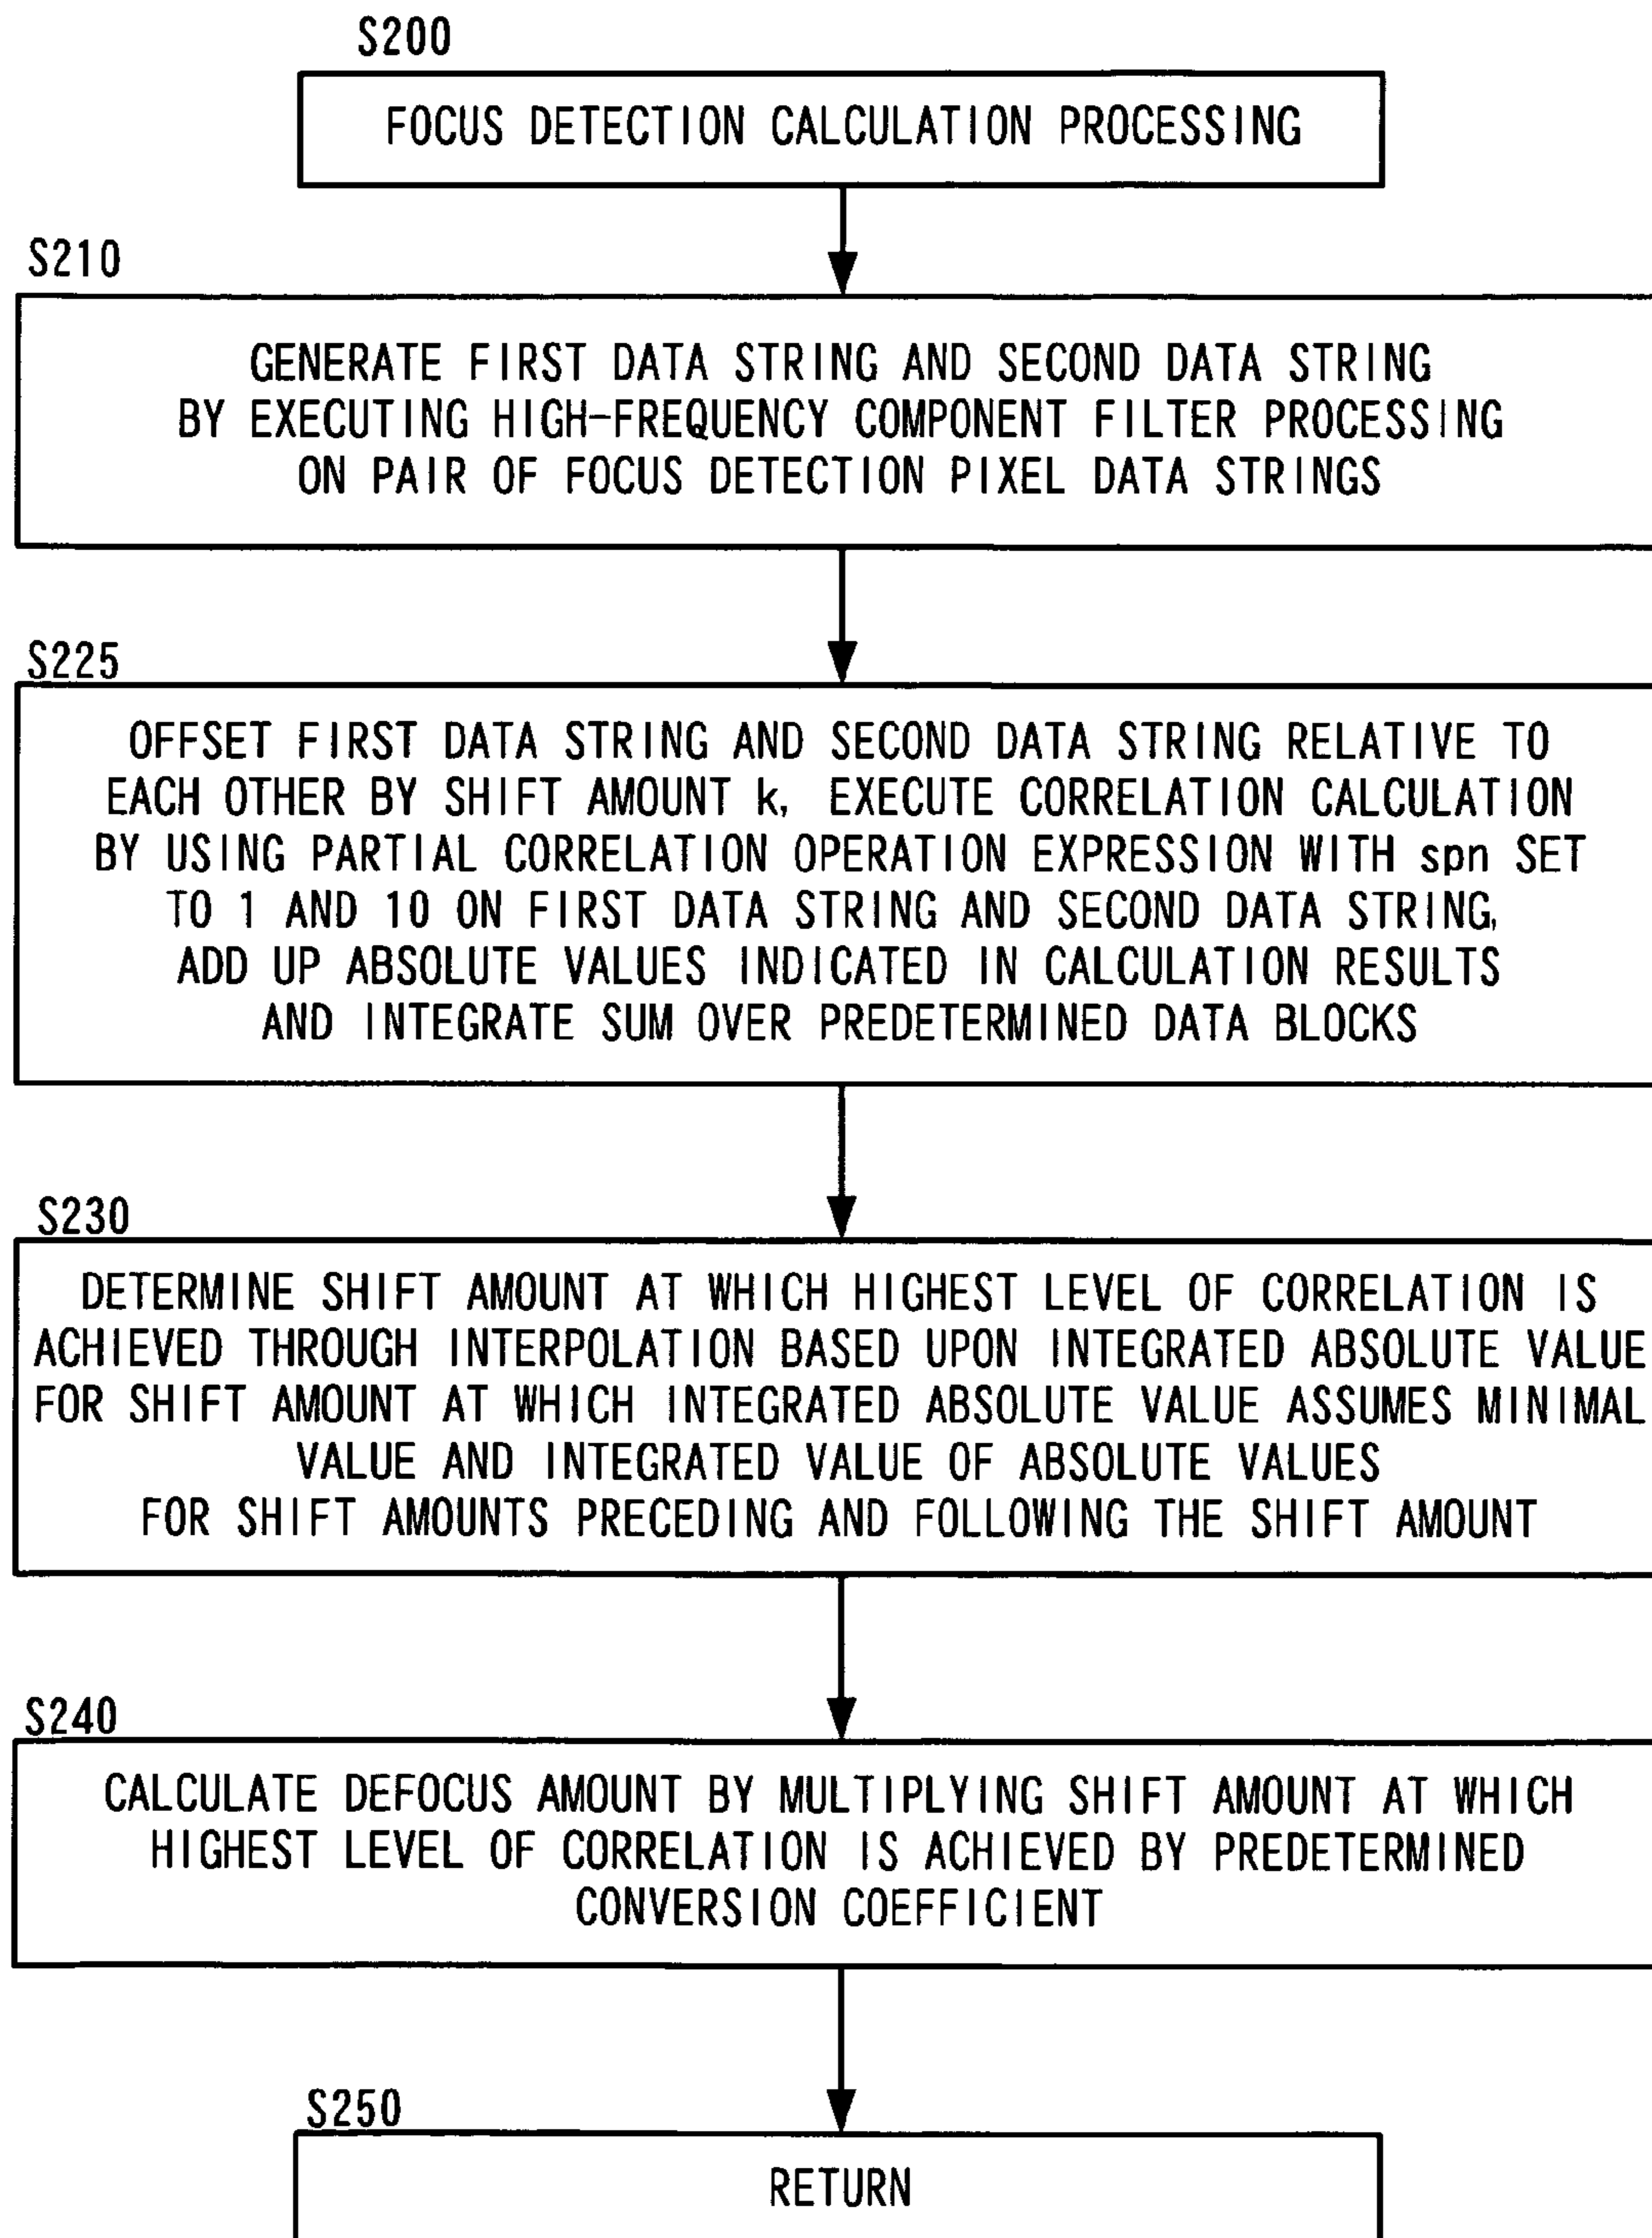 S200
FOCUS DETECTION CALCULATION PROCESSING
S210
GENERATE FIRST DATA STRING AND SECOND DATA STRING
BY EXECUTING HIGH-FREQUENCY COMPONENT FILTER PROCESSING
ON PAIR OF FOCUS DETECTION PIXEL DATA STRINGS
S225
OFFSET FIRST DATA STRING AND SECOND DATA STRING RELATIVE TO
EACH OTHER BY SHIFT AMOUNT k, EXECUTE CORRELATION CALCULATION
BY USING PARTIAL CORRELATION OPERATION EXPRESSION WITH spn SET
TO 1 AND 10 ON FIRST DATA STRING AND SECOND DATA STRING,
ADD UP ABSOLUTE VALUES INDICATED IN CALCULATION RESULTS
AND INTEGRATE SUM OVER PREDETERMINED DATA BLOCKS
S230
DETERMINE SHIFT AMOUNT AT WHICH HIGHEST LEVEL OF CORRELATION IS
ACHIEVED THROUGH INTERPOLATION BASED UPON INTEGRATED ABSOLUTE VALUE
FOR SHIFT AMOUNT AT WHICH INTEGRATED ABSOLUTE VALUE ASSUMES MINIMAL
VALUE AND INTEGRATED VALUE OF ABSOLUTE VALUES
FOR SHIFT AMOUNTS PRECEDING AND FOLLOWING THE SHIFT AMOUNT
S240
CALCULATE DEFOCUS AMOUNT BY MULTIPLYING SHIFT AMOUNT AT WHICH
HIGHEST LEVEL OF CORRELATION IS ACHIEVED BY PREDETERMINED
CONVERSION COEFFICIENT
S250
RETURN